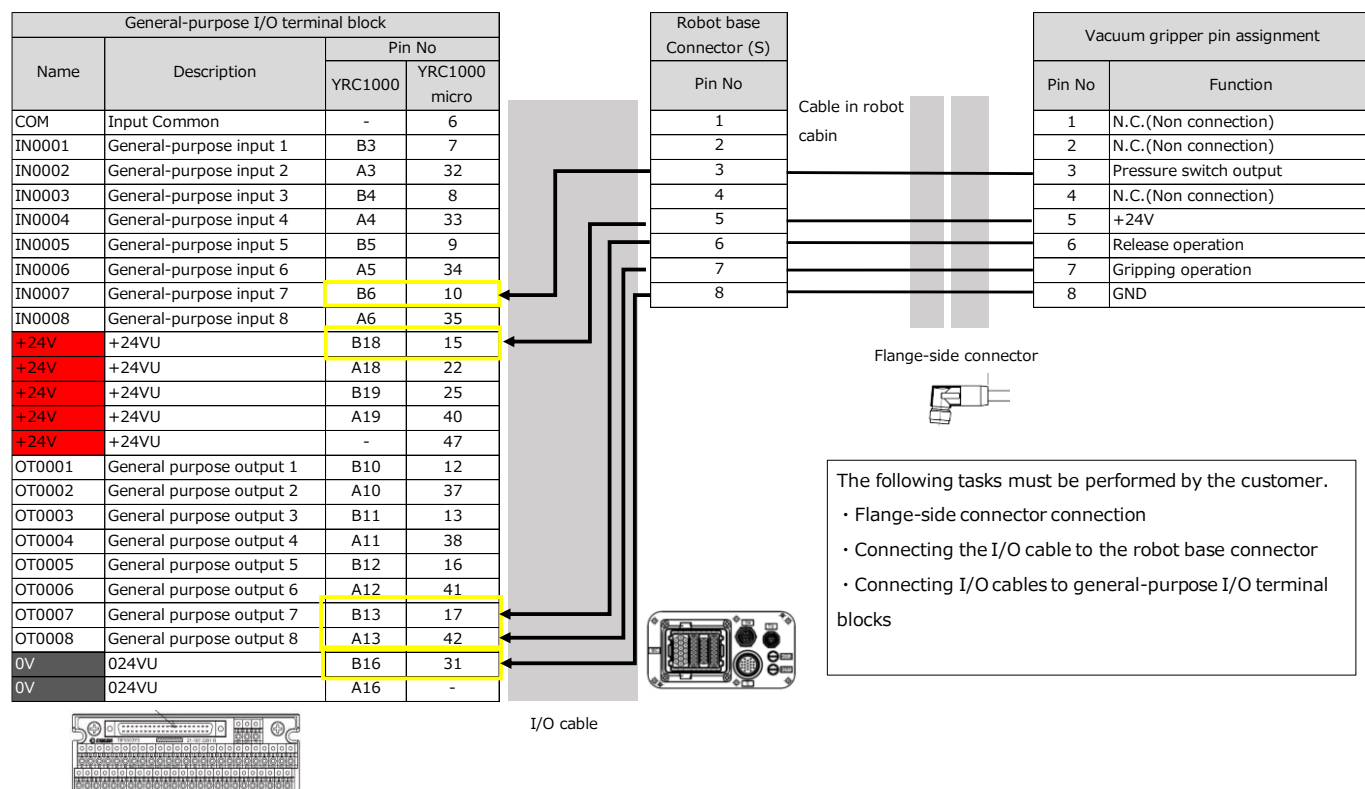 General-purpose I/O terminal block
Name Description Pin No
YRC1000 YRC1000 micro
COM Input Common - 6
IN0001 General-purpose input 1 B3 7
IN0002 General-purpose input 2 A3 32
IN0003 General-purpose input 3 B4 8
IN0004 General-purpose input 4 A4 33
IN0005 General-purpose input 5 B5 9
IN0006 General-purpose input 6 A5 34
IN0007 General-purpose input 7 B6 10
IN0008 General-purpose input 8 A6 35
+24V +24VU B18 15
+24V +24VU A18 22
+24V +24VU B19 25
+24V +24VU A19 40
+24V +24VU - 47
OT0001 General purpose output 1 B10 12
OT0002 General purpose output 2 A10 37
OT0003 General purpose output 3 B11 13
OT0004 General purpose output 4 A11 38
OT0005 General purpose output 5 B12 16
OT0006 General purpose output 6 A12 41
OT0007 General purpose output 7 B13 17
OT0008 General purpose output 8 A13 42
0V 024VU B16 31
0V 024VU A16 -
I/O cable
Robot base
Connector (S)
Pin No
1
2
3
4
5
6
7
8
Cable in robot
cabin
Vacuum gripper pin assignment
Pin No Function
1 N.C.(Non connection)
2 N.C.(Non connection)
3 Pressure switch output
4 N.C.(Non connection)
5 +24V
6 Release operation
7 Gripping operation
8 GND
Flange-side connector
The following tasks must be performed by the customer.
・Flange-side connector connection
・Connecting the I/O cable to the robot base connector
・Connecting I/O cables to general-purpose I/O terminal
blocks